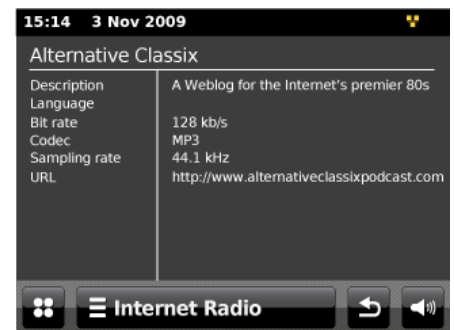 15:14 3 Nov 2009
Alternative Classix
Description A Weblog for the Internet's premier 80s
Language
Bit rate 128 kb/s
Codec MP3
Sampling rate 44.1 kHz
URL http://www.alternativeclassixpodcast.com
Internet Radio